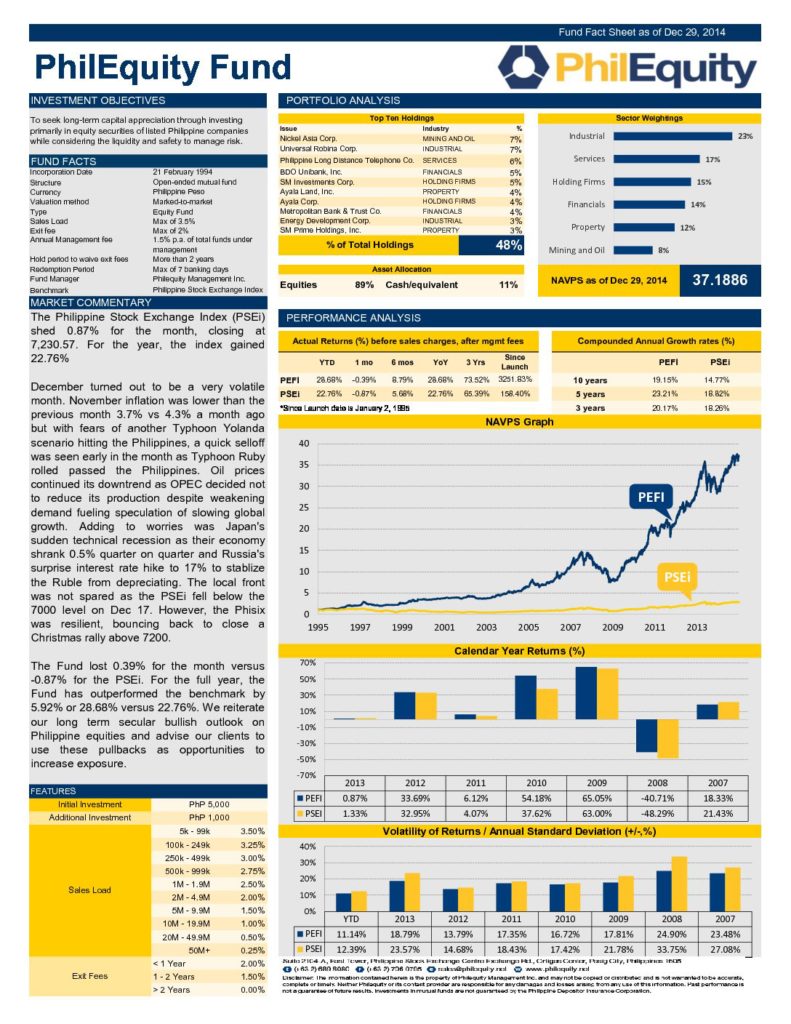 Fund Fact Sheet as of Dec 29, 2014
PhilEquity Fund
PhilEquity
INVESTMENT OBJECTIVES
To seek long-term capital appreciation through investing
primarily in equity securities of listed Philippine companies
while considering the liquidity and safety to manage risk.
FUND FACTS
Incorporation Date 21 February 1994
Structure Open-ended mutual fund
Currency Philippine Peso
Valuation method Marked-to-market
Type Equity Fund
Sales Load Max of 3.5%
Exit fee Max of 2%
Annual Management fee 1.5% p.a. of total funds under
management
Hold period to waive exit fees More than 2 years
Redemption Period Max of 7 banking days
Fund Manager Philequity Management Inc.
Benchmark Philippine Stock Exchange Index
MARKET COMMENTARY
The Philippine Stock Exchange Index (PSEi)
shed 0.87% for the month, closing at
7,230.57. For the year, the index gained
22.76%
December turned out to be a very volatile
month. November inflation was lower than the
previous month 3.7% vs 4.3% a month ago
but with fears of another Typhoon Yolanda
scenario hitting the Philippines, a quick selloff
was seen early in the month as Typhoon Ruby
rolled passed the Philippines. Oil prices
continued its downtrend as OPEC decided not
to reduce its production despite weakening
demand fueling speculation of slowing global
growth. Adding to worries was Japan's
sudden technical recession as their economy
shrank 0.5% quarter on quarter and Russia's
surprise interest rate hike to 17% to stablize
the Ruble from depreciating. The local front
was not spared as the PSEi fell below the
7000 level on Dec 17. However, the Phisix
was resilient, bouncing back to close a
Christmas rally above 7200.
The Fund lost 0.39% for the month versus
-0.87% for the PSEi. For the full year, the
Fund has outperformed the benchmark by
5.92% or 28.68% versus 22.76%. We reiterate
our long term secular bullish outlook on
Philippine equities and advise our clients to
use these pullbacks as opportunities to
increase exposure.
FEATURES
Initial Investment PhP 5,000
Additional Investment PhP 1,000
Sales Load
5k - 99k 3.50%
100k - 249k 3.25%
250k - 499k 3.00%
500k - 999k 2.75%
1M - 1.9M 2.50%
2M - 4.9M 2.00%
5M - 9.9M 1.50%
10M - 19.9M 1.00%
20M - 49.9M 0.50%
50M+ 0.25%
Exit Fees
< 1 Year 2.00%
1 - 2 Years 1.50%
> 2 Years 0.00%
PORTFOLIO ANALYSIS
Top Ten Holdings
Issue Industry %
Nickel Asia Corp. MINING AND OIL 7%
Universal Robina Corp. INDUSTRIAL 7%
Philippine Long Distance Telephone Co. SERVICES 6%
BDO Unibank, Inc. FINANCIALS 5%
SM Investments Corp. HOLDING FIRMS 5%
Ayala Land, Inc. PROPERTY 4%
Ayala Corp. HOLDING FIRMS 4%
Metropolitan Bank & Trust Co. FINANCIALS 4%
Energy Development Corp. INDUSTRIAL 3%
SM Prime Holdings, Inc. PROPERTY 3%
% of Total Holdings 48%
Asset Allocation
Equities 89% Cash/equivalent 11%
Sector Weightings
Industrial 23%
Services 17%
Holding Firms 15%
Financials 14%
Property 12%
Mining and Oil 8%
NAVPS as of Dec 29, 2014 37.1886
PERFORMANCE ANALYSIS
Actual Returns (%) before sales charges, after mgmt fees
YTD 1 mo 6 mos YoY 3 Yrs Since
Launch
PEFI 28.68% -0.39% 8.79% 28.68% 73.52% 3251.83%
PSEi 22.76% -0.87% 5.68% 22.76% 65.39% 158.40%
*Since Launch date is January 2, 1995
Compounded Annual Growth rates (%)
PEFI PSEi
10 years 19.15% 14.77%
5 years 23.21% 18.82%
3 years 20.17% 18.26%
NAVPS Graph
40
35
30
25
20
15
10
5
0
PEFI
PSEi
1995 1997 1999 2001 2003 2005 2007 2009 2011 2013
Calendar Year Returns (%)
70%
50%
30%
10%
-10%
-30%
-50%
-70%
2013 2012 2011 2010 2009 2008 2007
PEFI 0.87% 33.69% 6.12% 54.18% 65.05% -40.71% 18.33%
PSEI 1.33% 32.95% 4.07% 37.62% 63.00% -48.29% 21.43%
Volatility of Returns / Annual Standard Deviation (+/-,%)
40%
30%
20%
10%
0%
YTD 2013 2012 2011 2010 2009 2008 2007
PEFI 11.14% 18.79% 13.79% 17.35% 16.72% 17.81% 24.90% 23.48%
PSEI 12.39% 23.57% 14.68% 18.43% 17.42% 21.78% 33.75% 27.08%
Suite 2104-A, East Tower, Philippine Stock Exchange Centre Exchange Rd., Ortigas Center, Pasig City, Philippines 1605
sales@philequity.net www.philequity.net
Disclaimer: The information contained herein is the property of Philequity Management Inc. and may not be copied or distributed and is not warranted to be accurate,
complete or timely. Neither Philequity or its content provider are responsible for any damages and losses arising from any use of this information. Past performance is
not a guarantee of future results. Investments in mutual funds are not guaranteed by the Philippine Depositor Insurance Corporation.